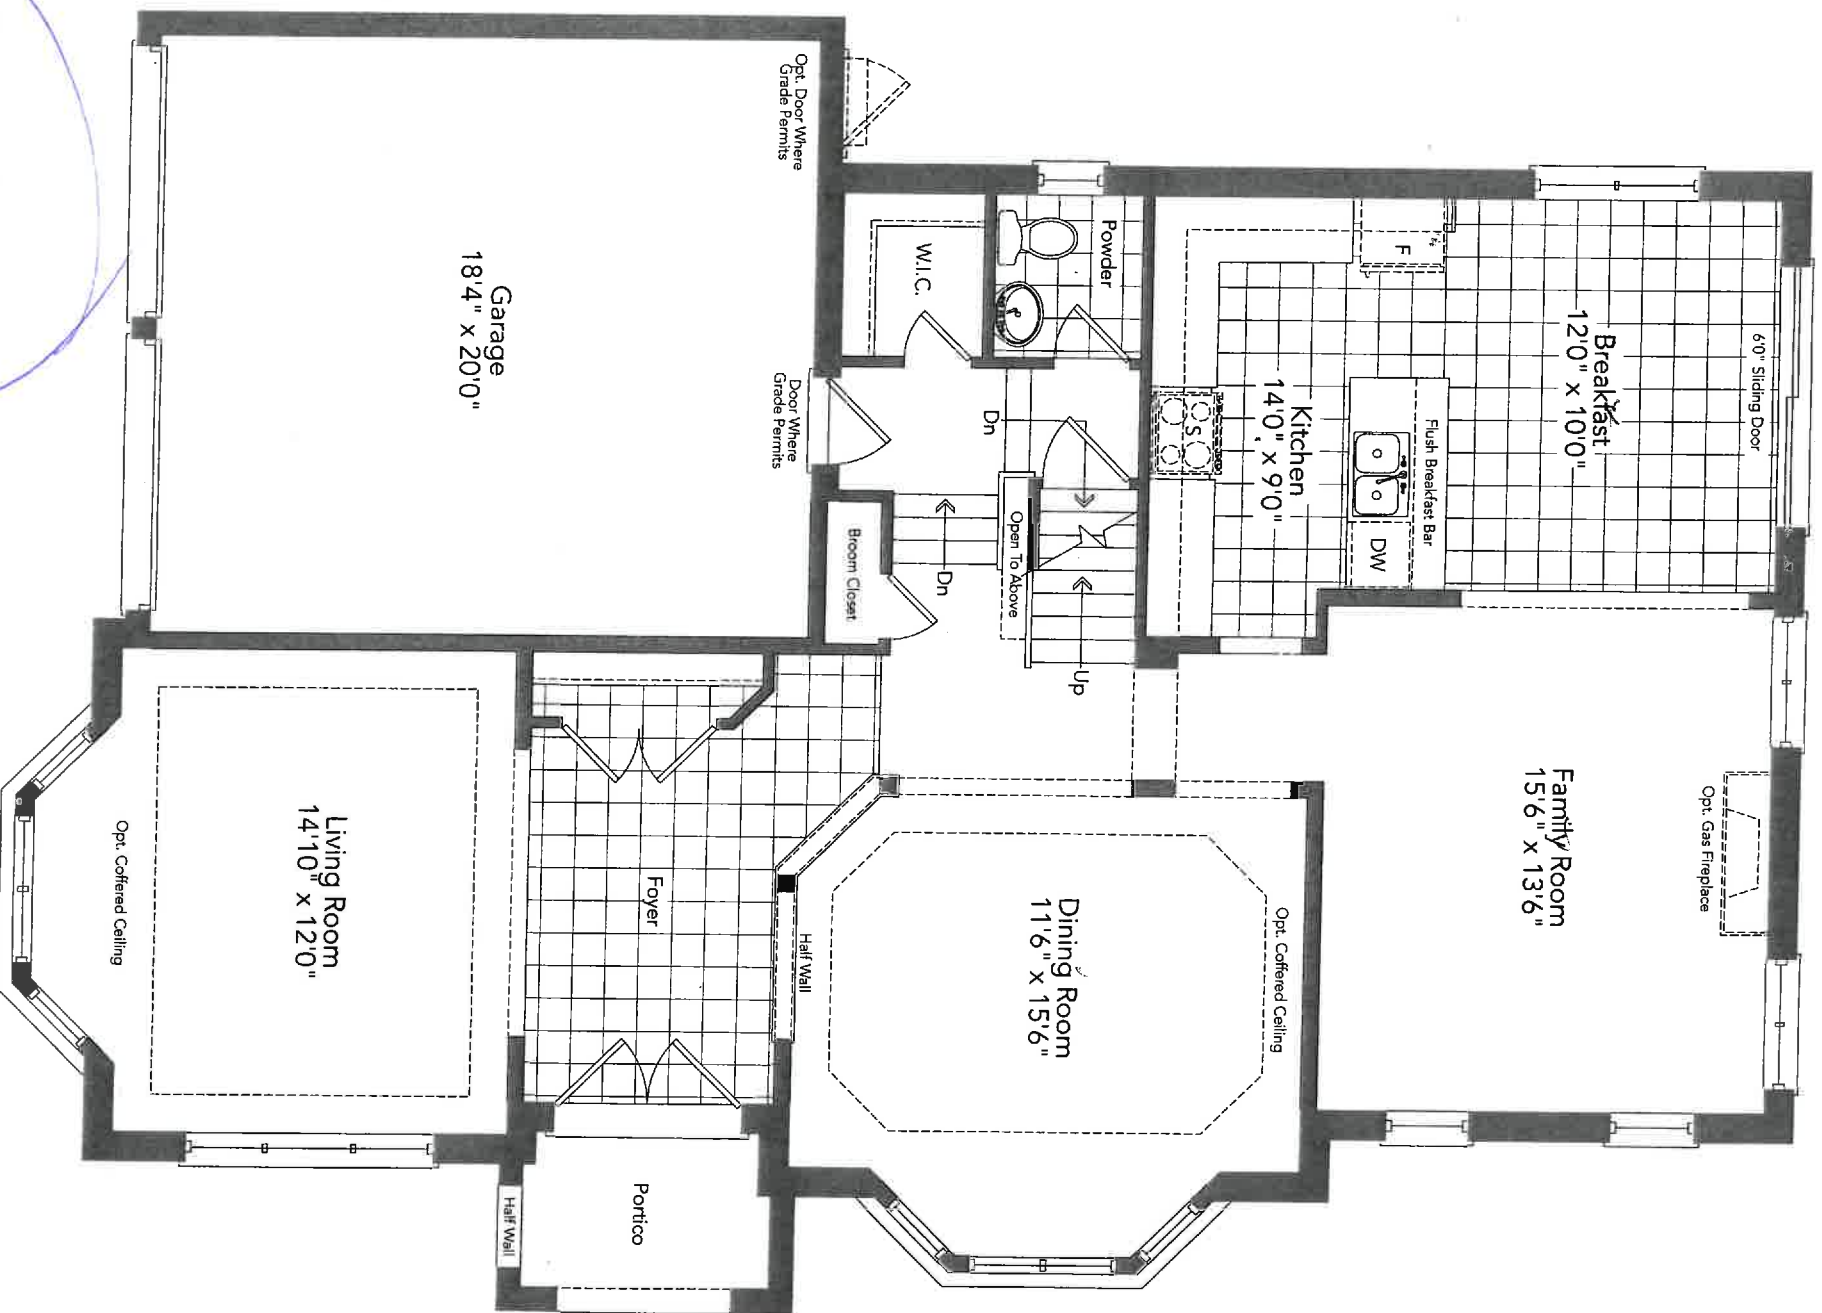 6'0" Sliding Door
Breakfast
12'0" x 10'0"
Flush Breakfast Bar
DW
F
Kitchen
14'0" x 9'0"
S
Opt. Gas Fireplace
Family Room
15'6" x 13'6"
Powder
W.I.C.
Dn
Open To Above
Up
Dn
Broom Closet
Opt. Coffered Ceiling
Dining Room
11'6" x 15'6"
Half Wall
Opt. Door Where
Grade Permits
Door Where
Grade Permits
Garage
18'4" x 20'0"
Foyer
Portico
Half Wall
Living Room
14'10" x 12'0"
Opt. Coffered Ceiling